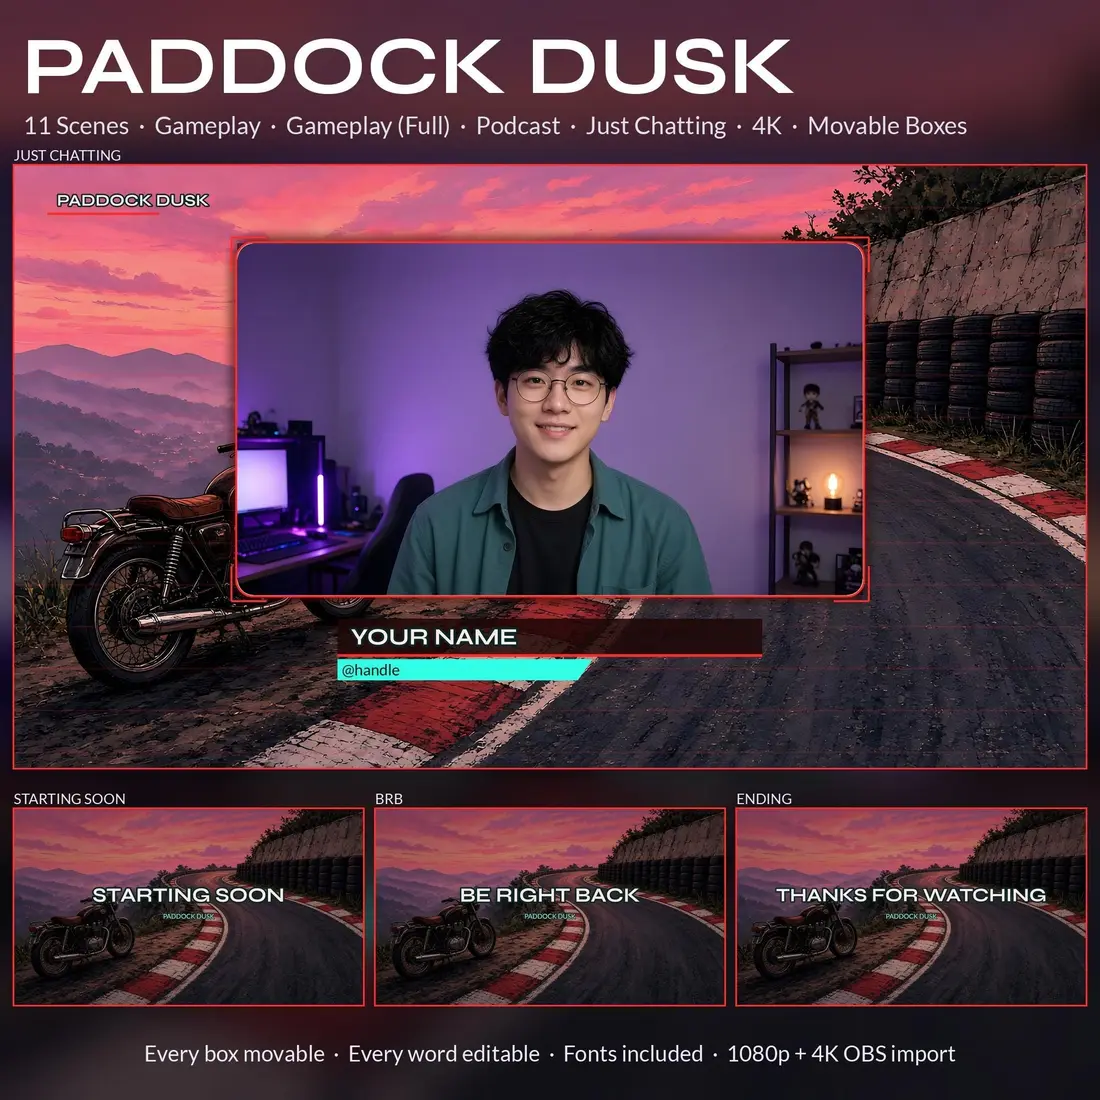 PADDOCK DUSK
11 Scenes · Gameplay · Gameplay (Full) · Podcast · Just Chatting · 4K · Movable Boxes
JUST CHATTING
PADDOCK DUSK
YOUR NAME
@handle
STARTING SOON
BRB
ENDING
STARTING SOON
PADDOCK DUSK
BE RIGHT BACK
PADDOCK DUSK
THANKS FOR WATCHING
PADDOCK DUSK
Every box movable · Every word editable · Fonts included · 1080p + 4K OBS import